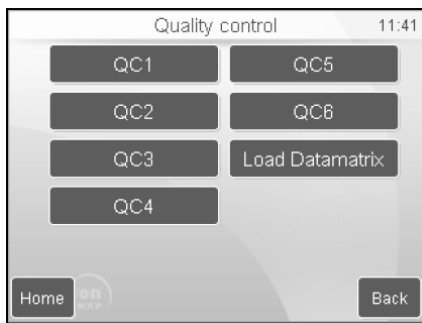 Quality control 11:41
QC1 QC5
QC2 QC6
QC3 Load Datamatrix
QC4
Home Back